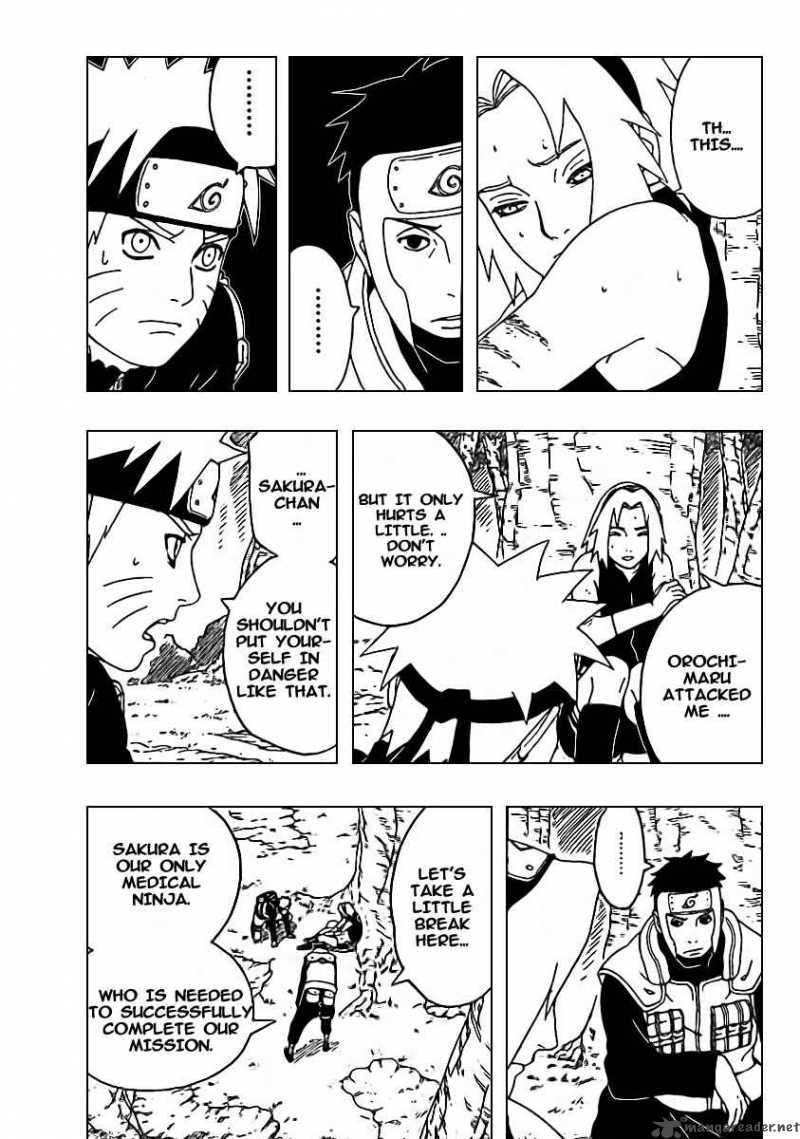 TH...
THIS....
.........
.........
OROCHI-
MARU
ATTACKED
ME ....
BUT IT ONLY
HURTS A
LITTLE. ..
DON'T
WORRY.
...
SAKURA-
CHAN
...
YOU
SHOULDN'T
PUT YOUR-
SELF IN
DANGER
LIKE THAT.
.......
LET'S
TAKE A
LITTLE
BREAK
HERE...
SAKURA IS
OUR ONLY
MEDICAL
NINJA.
WHO IS NEEDED
TO SUCCESSFULLY
COMPLETE OUR
MISSION.
mangareader.net